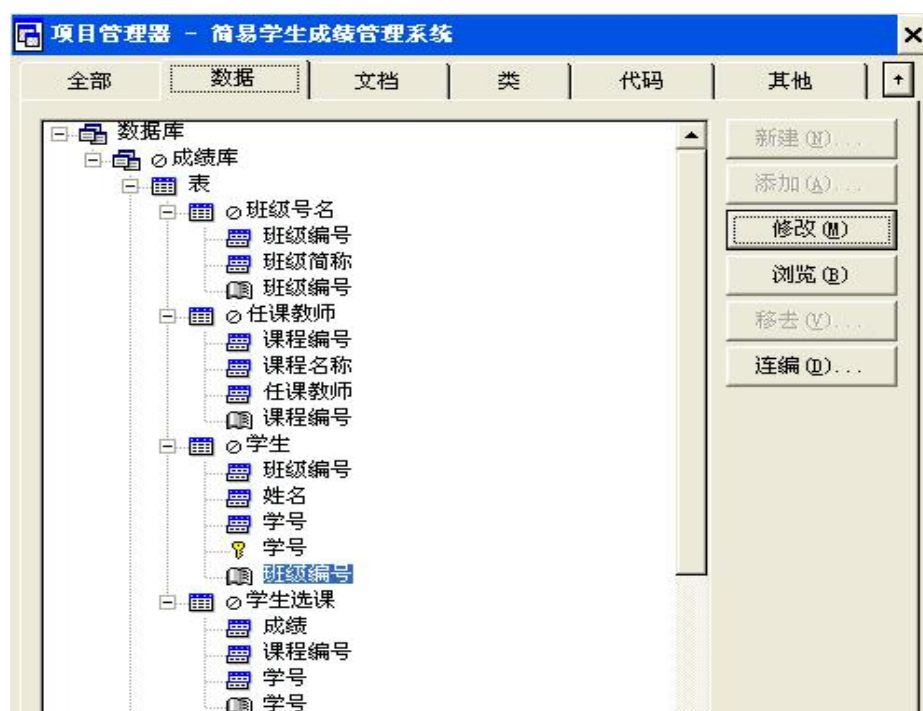 项目管理器 - 简易学生成绩管理系统
全部 数据 文档 类 代码 其他
数据库
成绩库
表
班级号名
班级编号
班级简称
班级编号
任课教师
课程编号
课程名称
任课教师
课程编号
学生
班级编号
姓名
学号
学号
班级编号
学生选课
成绩
课程编号
学号
学号
新建(N)...
添加(A)...
修改(M)
浏览(B)
移去(V)...
连编(D)...